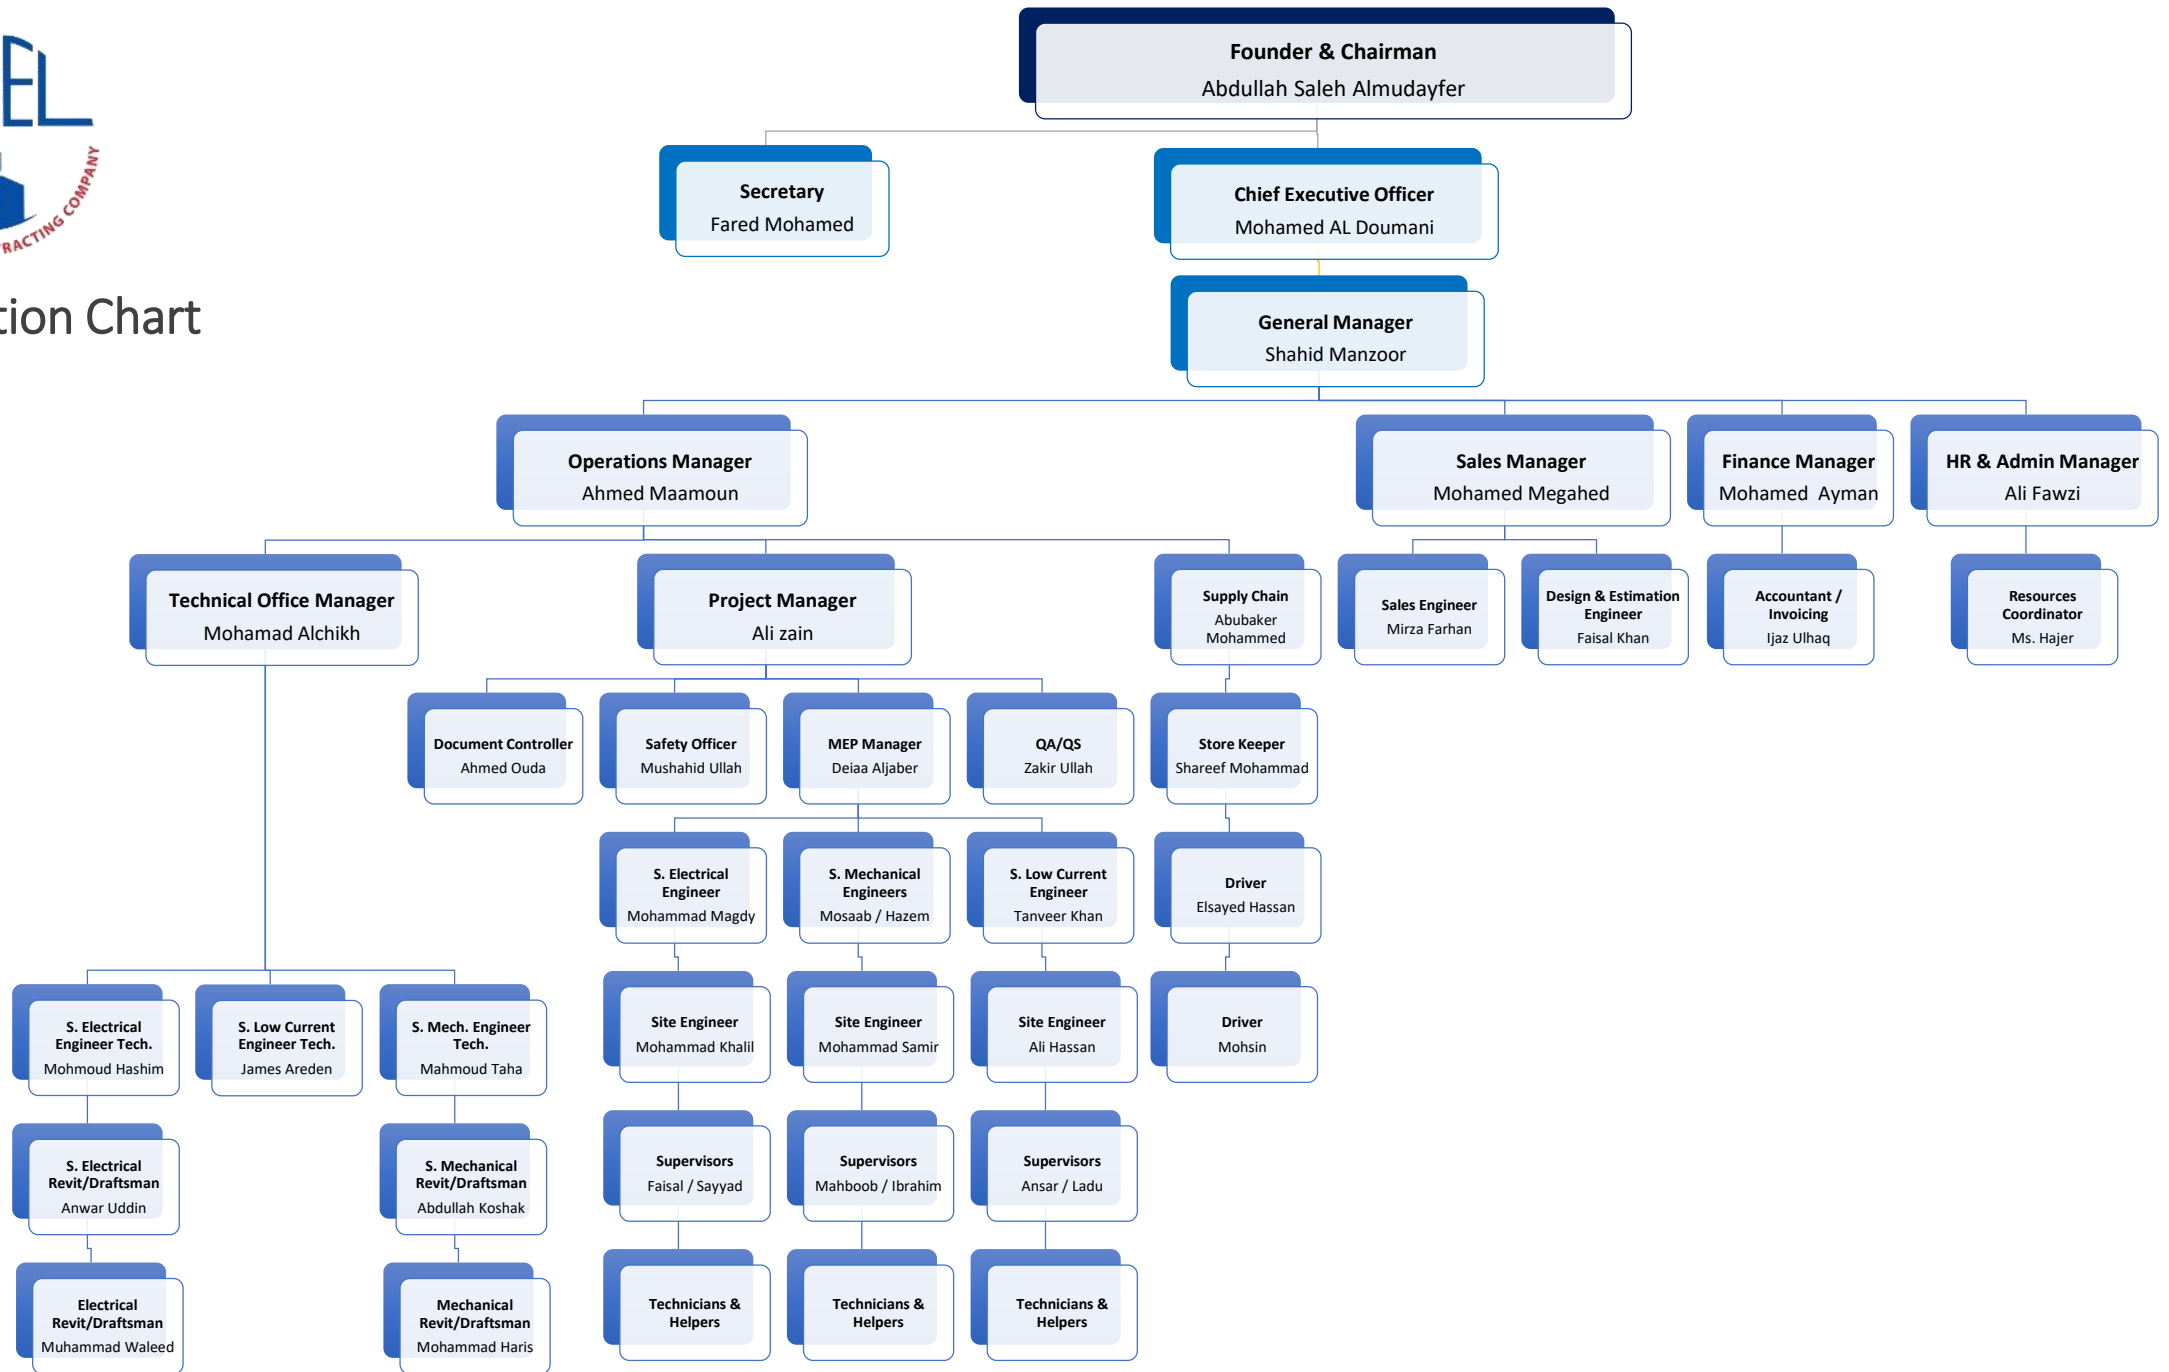 EL
RACTING COMPANY
tion Chart
Founder & Chairman
Abdullah Saleh Almudayfer
Secretary
Fared Mohamed
Chief Executive Officer
Mohamed AL Doumani
General Manager
Shahid Manzoor
Operations Manager
Ahmed Maamoun
Sales Manager
Mohamed Megahed
Finance Manager
Mohamed  Ayman
HR & Admin Manager
Ali Fawzi
Technical Office Manager
Mohamad Alchikh
Project Manager
Ali zain
Supply Chain
Abubaker
Mohammed
Sales Engineer
Mirza Farhan
Design & Estimation
Engineer
Faisal Khan
Accountant /
Invoicing
Ijaz Ulhaq
Resources
Coordinator
Ms. Hajer
Document Controller
Ahmed Ouda
Safety Officer
Mushahid Ullah
MEP Manager
Deiaa Aljaber
QA/QS
Zakir Ullah
Store Keeper
Shareef Mohammad
S. Electrical
Engineer
Mohammad Magdy
S. Mechanical
Engineers
Mosaab / Hazem
S. Low Current
Engineer
Tanveer Khan
Driver
Elsayed Hassan
S. Electrical
Engineer Tech.
Mohmoud Hashim
S. Low Current
Engineer Tech.
James Areden
S. Mech. Engineer
Tech.
Mahmoud Taha
Site Engineer
Mohammad Khalil
Site Engineer
Mohammad Samir
Site Engineer
Ali Hassan
Driver
Mohsin
S. Electrical
Revit/Draftsman
Anwar Uddin
S. Mechanical
Revit/Draftsman
Abdullah Koshak
Supervisors
Faisal / Sayyad
Supervisors
Mahboob / Ibrahim
Supervisors
Ansar / Ladu
Electrical
Revit/Draftsman
Muhammad Waleed
Mechanical
Revit/Draftsman
Mohammad Haris
Technicians &
Helpers
Technicians &
Helpers
Technicians &
Helpers